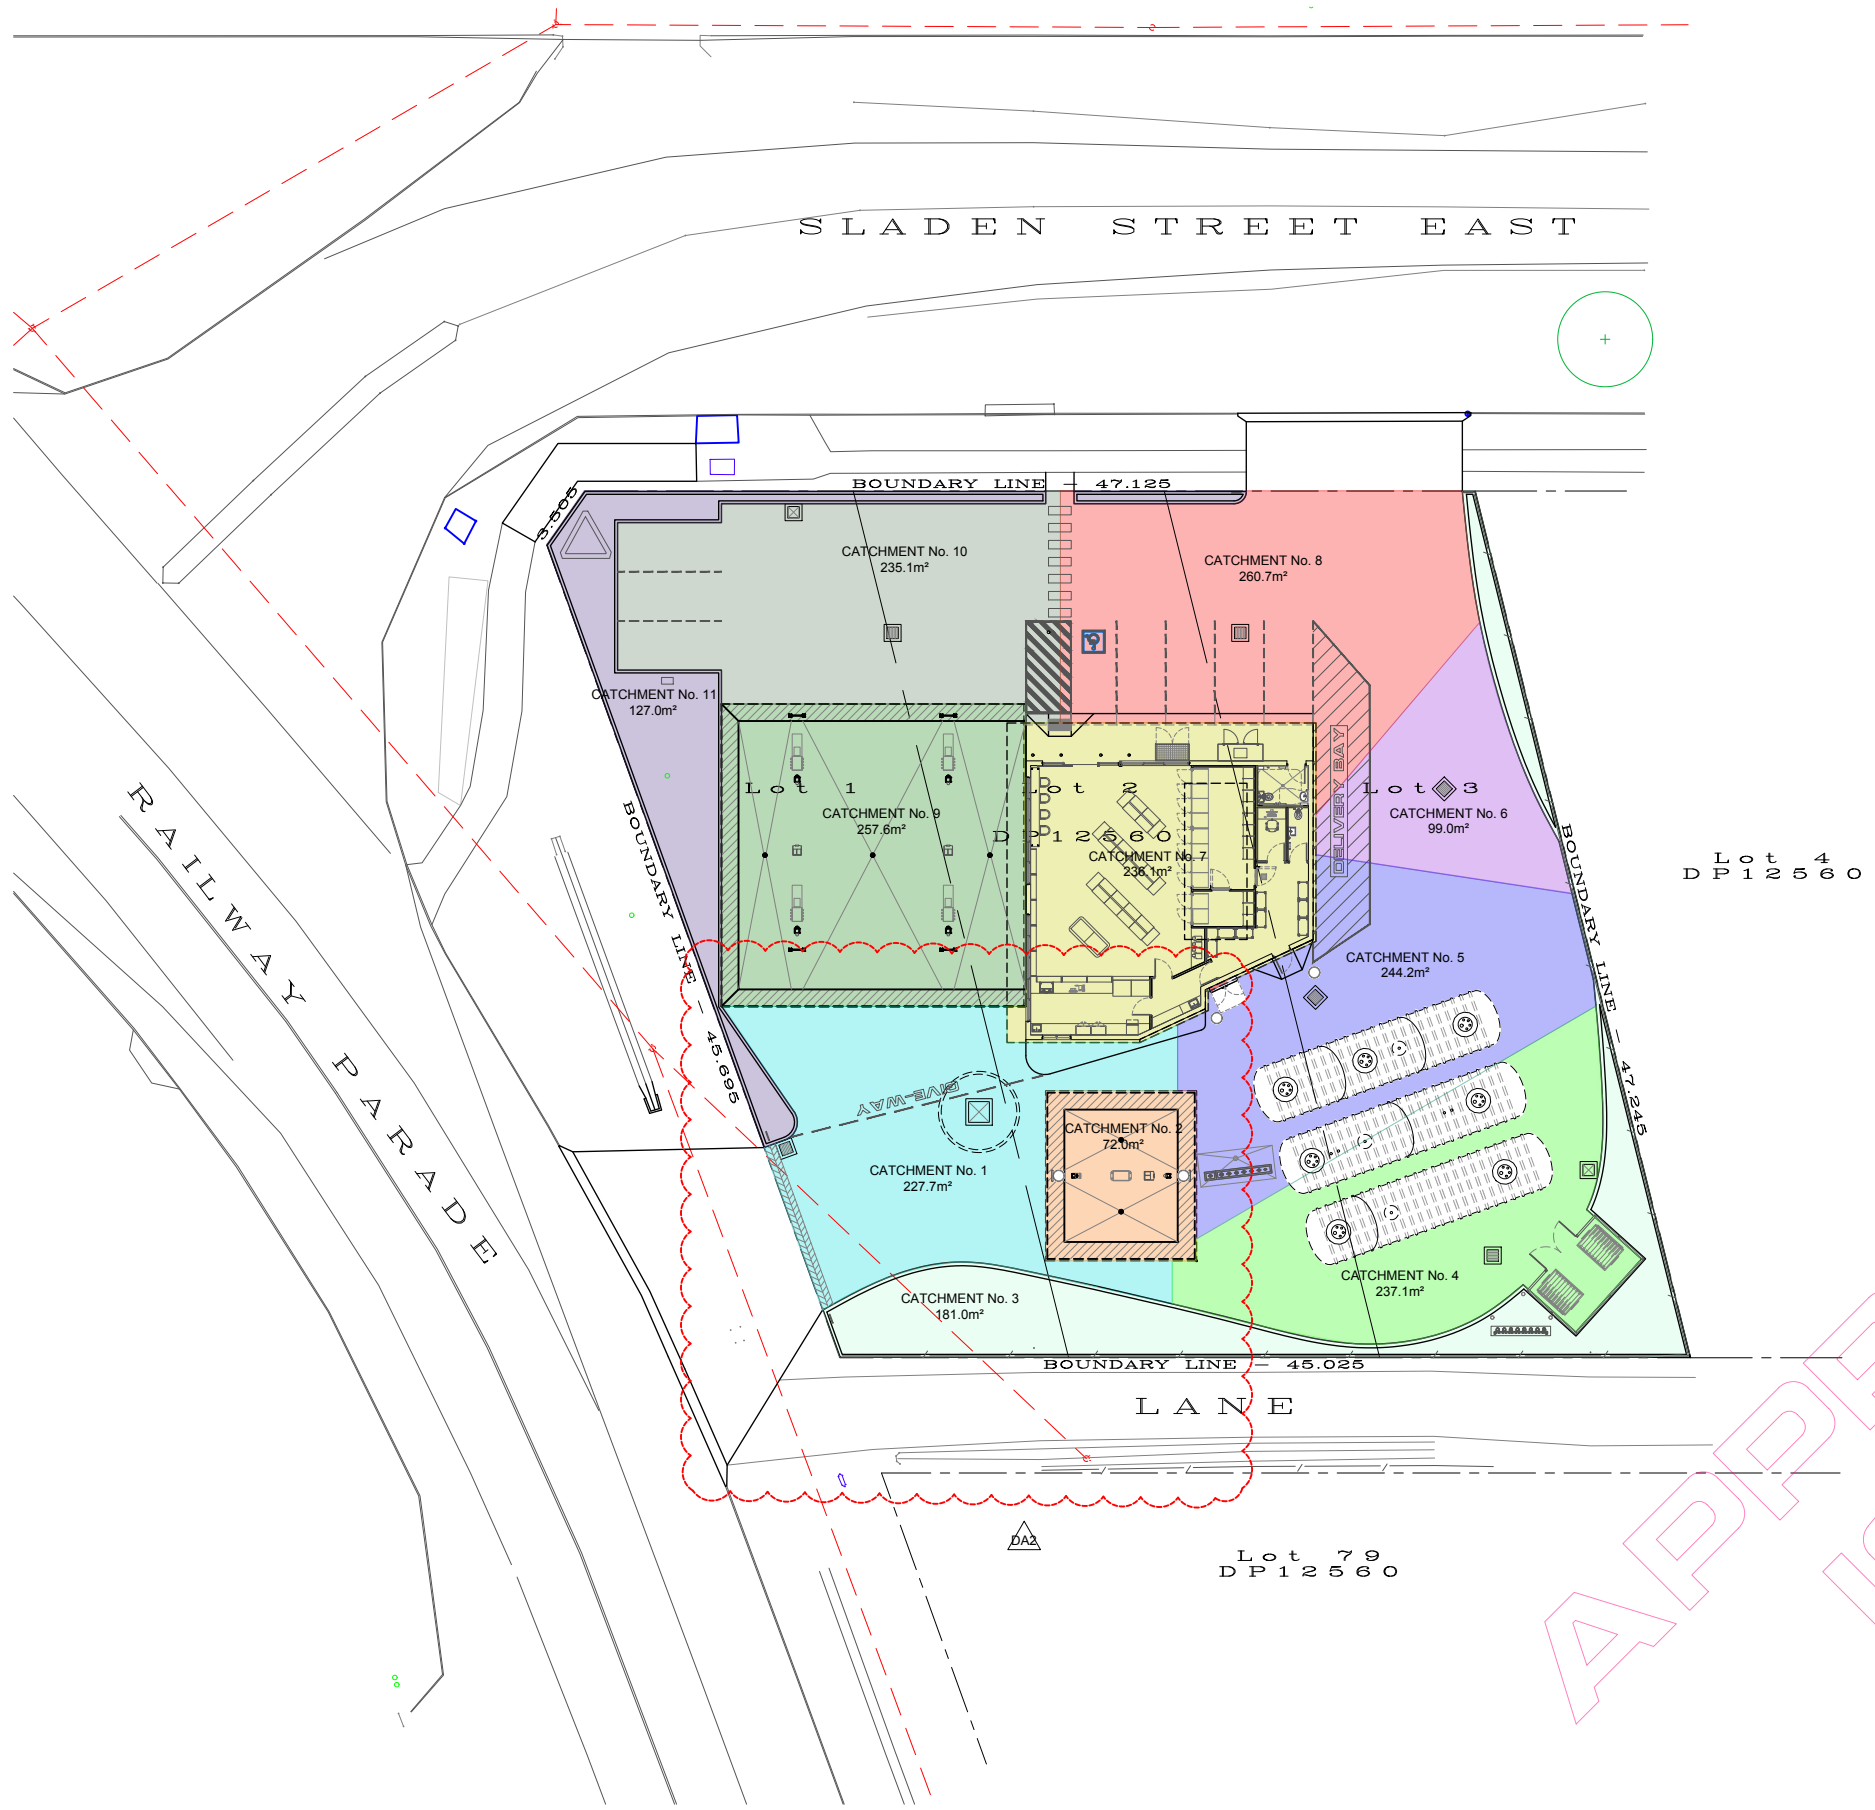 SLADEN STREET EAST
BOUNDARY LINE - 47.125
3.505
CATCHMENT No. 10
235.1m²
CATCHMENT No. 8
260.7m²
CATCHMENT No. 11
127.0m²
Lot 1
Lot 2
Lot 3
CATCHMENT No. 9
257.6m²
DP12560
CATCHMENT No. 7
236.1m²
DELIVERY BAY
CATCHMENT No. 6
99.0m²
Lot 4
DP12560
BOUNDARY LINE - 45.695
BOUNDARY LINE - 47.245
RAILWAY PARADE
CATCHMENT No. 5
244.2m²
GIVE-WAY
CATCHMENT No. 2
72.0m²
CATCHMENT No. 1
227.7m²
CATCHMENT No. 4
237.1m²
CATCHMENT No. 3
181.0m²
BOUNDARY LINE - 45.025
LANE
DA2
Lot 79
DP12560